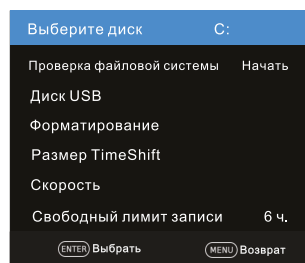 Выберите диск C:
Проверка файловой системы Начать
Диск USB
Форматирование
Размер TimeShift
Скорость
Свободный лимит записи 6 ч.
ENTER Выбрать MENU Возврат